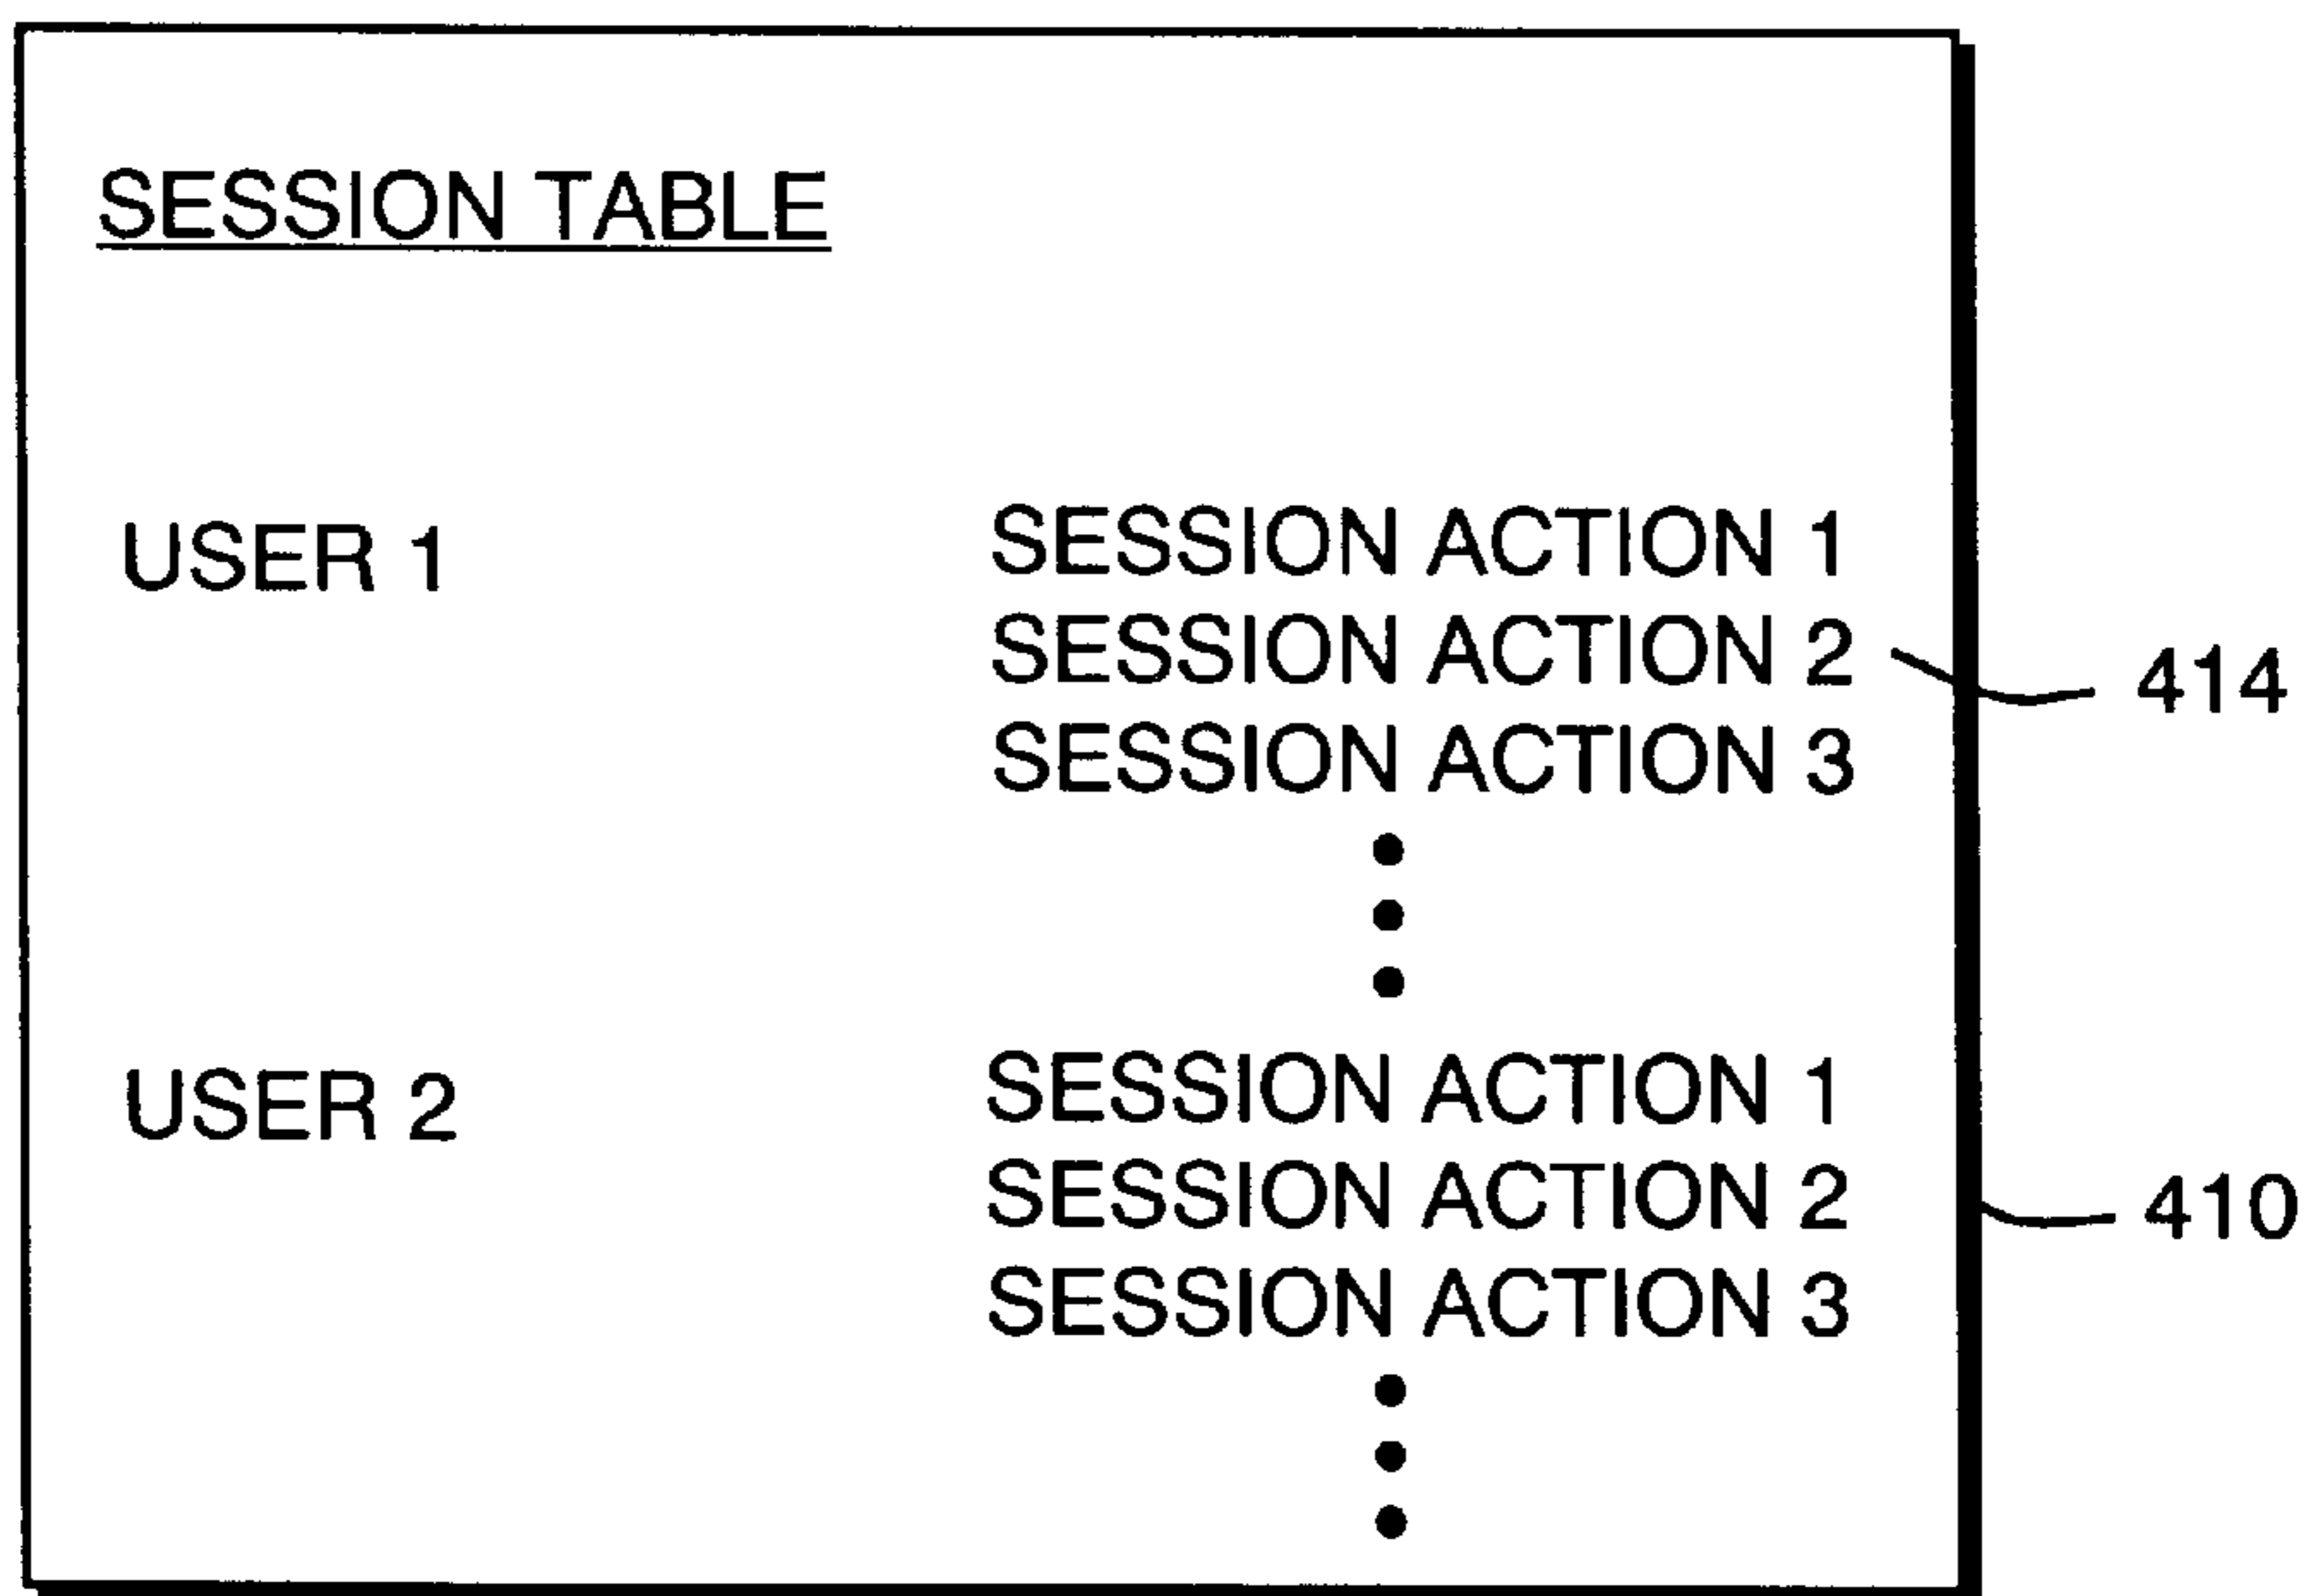 SESSION TABLE
USER 1 SESSION ACTION 1
SESSION ACTION 2 414
SESSION ACTION 3
USER 2 SESSION ACTION 1
SESSION ACTION 2 410
SESSION ACTION 3